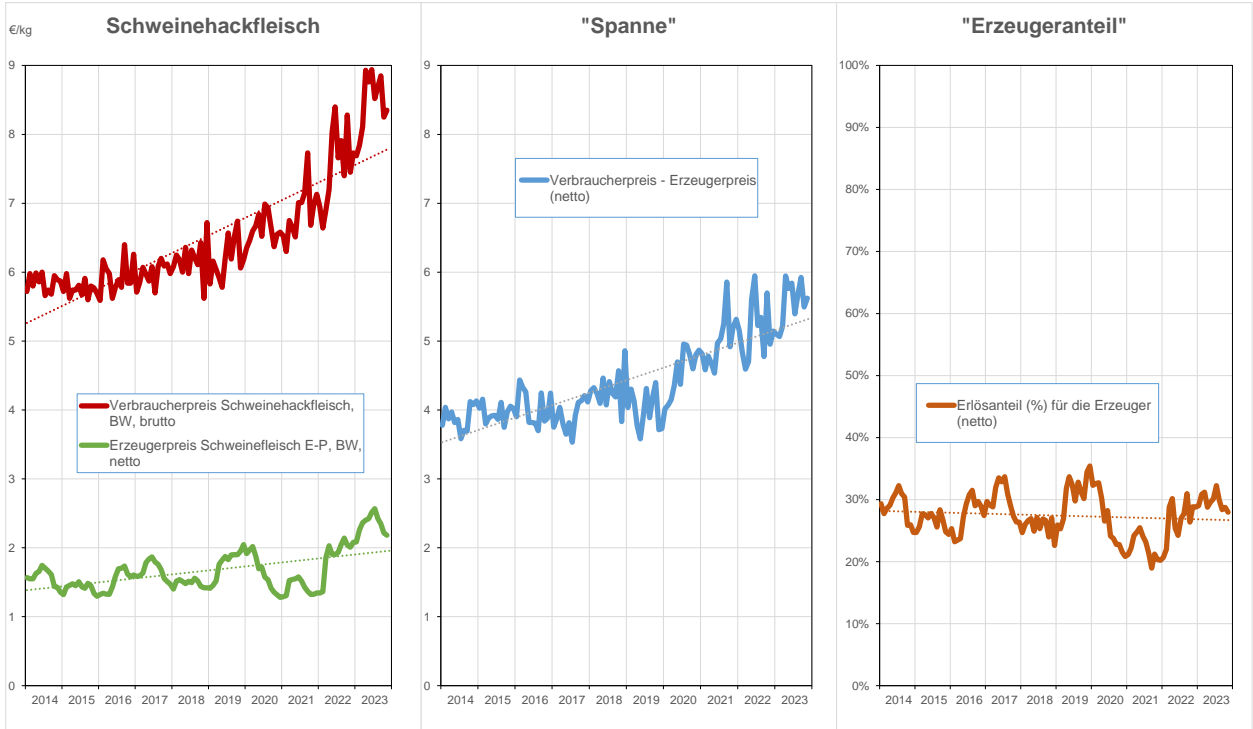 €/kg
Schweinehackfleisch
9
8
7
6
5
4
3
2
1
0
Verbraucherpreis Schweinehackfleisch,
BW, brutto
Erzeugerpreis Schweinefleisch E-P, BW,
netto
2014 2015 2016 2017 2018 2019 2020 2021 2022 2023
"Spanne"
9
8
7
6
5
4
3
2
1
0
Verbraucherpreis - Erzeugerpreis
(netto)
2014 2015 2016 2017 2018 2019 2020 2021 2022 2023
"Erzeugeranteil"
100%
90%
80%
70%
60%
50%
40%
30%
20%
10%
0%
Erlösanteil (%) für die Erzeuger
(netto)
2014 2015 2016 2017 2018 2019 2020 2021 2022 2023